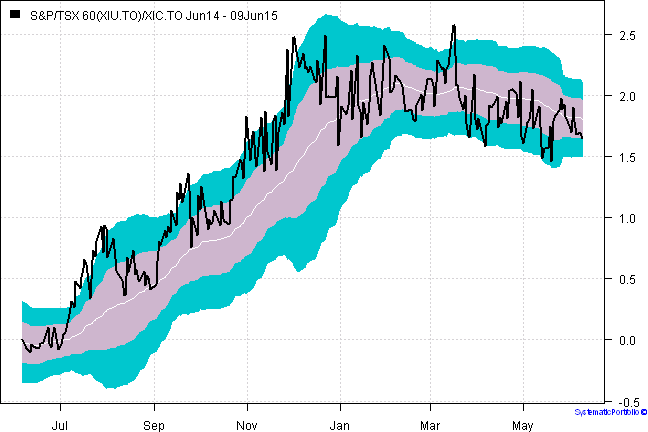 S&P/TSX 60(XIU.TO)/XIC.TO Jun14 - 09Jun15
2.5
2.0
1.5
1.0
0.5
0.0
-0.5
SystematicPortfolio ©
Jul Sep Nov Jan Mar May